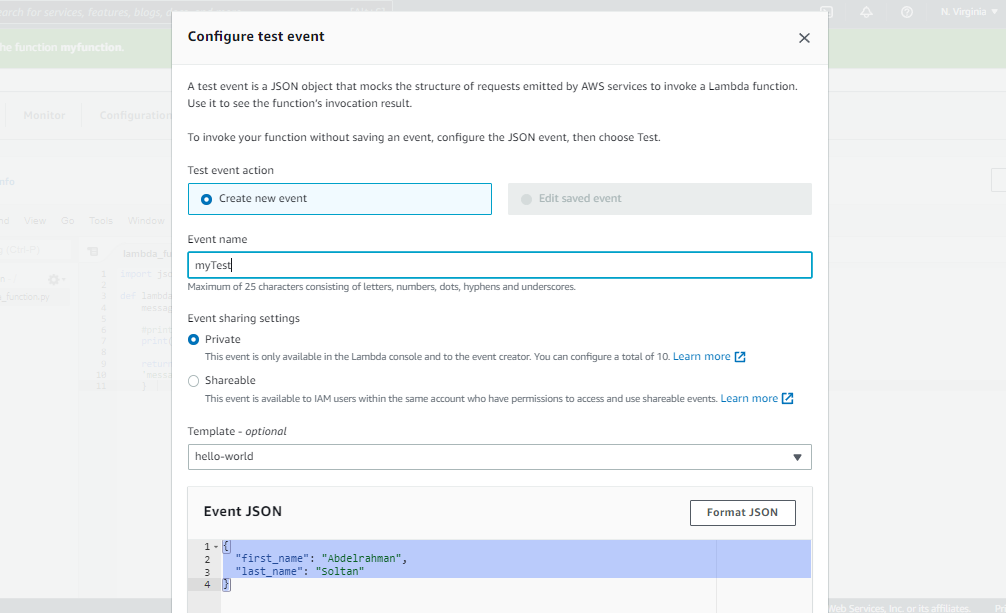 he function myfunction.
N. Virginia
Configure test event
A test event is a JSON object that mocks the structure of requests emitted by AWS services to invoke a Lambda function.
Use it to see the function's invocation result.
To invoke your function without saving an event, configure the JSON event, then choose Test.
Monitor
Configuration
Test event action
Create new event
Edit saved event
View Go Tools Window
Event name
myTest
Maximum of 25 characters consisting of letters, numbers, dots, hyphens and underscores.
Event sharing settings
Private
This event is only available in the Lambda console and to the event creator. You can configure a total of 10. Learn more
Shareable
This event is available to IAM users within the same account who have permissions to access and use shareable events. Learn more
Template - optional
hello-world
Event JSON
Format JSON
1 {
2 "first_name": "Abdelrahman",
3 "last_name": "Soltan"
4 }
Web Services, Inc. or its affiliates.